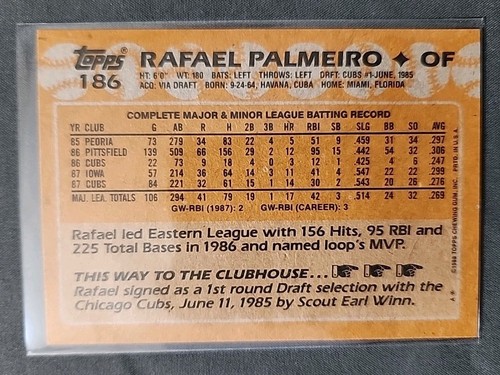 Topps® RAFAEL PALMEIRO ✦ OF
186 HT: 6'0" WT: 180 BATS: LEFT THROWS: LEFT DRFT: CUBS #1-JUNE, 1985
ACQ: VIA DRAFT BORN: 9-24-64, HAVANA, CUBA HOME: MIAMI, FLORIDA
COMPLETE MAJOR & MINOR LEAGUE BATTING RECORD
YR CLUB G AB R H 2B 3B HR RBI SB SLG BB SO AVG
85 PEORIA 73 279 34 83 22 4 5 51 9 .459 31 34 .297
86 PITTSFIELD 139 509 66 156 29 2 12 95 15 .442 54 32 .306
86 CUBS 22 73 9 18 4 0 3 12 1 .425 4 6 .247
87 IOWA 57 214 36 64 14 3 11 41 4 .547 22 22 .299
87 CUBS 84 221 32 61 15 1 14 30 2 .543 20 26 .276
MAJ. LEA. TOTALS 106 294 41 79 19 1 17 42 3 .514 24 32 .269
GW-RBI (1987): 2 GW-RBI (CAREER): 3
Rafael led Eastern League with 156 Hits, 95 RBI and
225 Total Bases in 1986 and named loop's MVP.
THIS WAY TO THE CLUBHOUSE...
Rafael signed as a 1st round Draft selection with the
Chicago Cubs, June 11, 1985 by Scout Earl Winn.
©1988 TOPPS CHEWING GUM, INC. PRTD. IN U.S.A.
A*